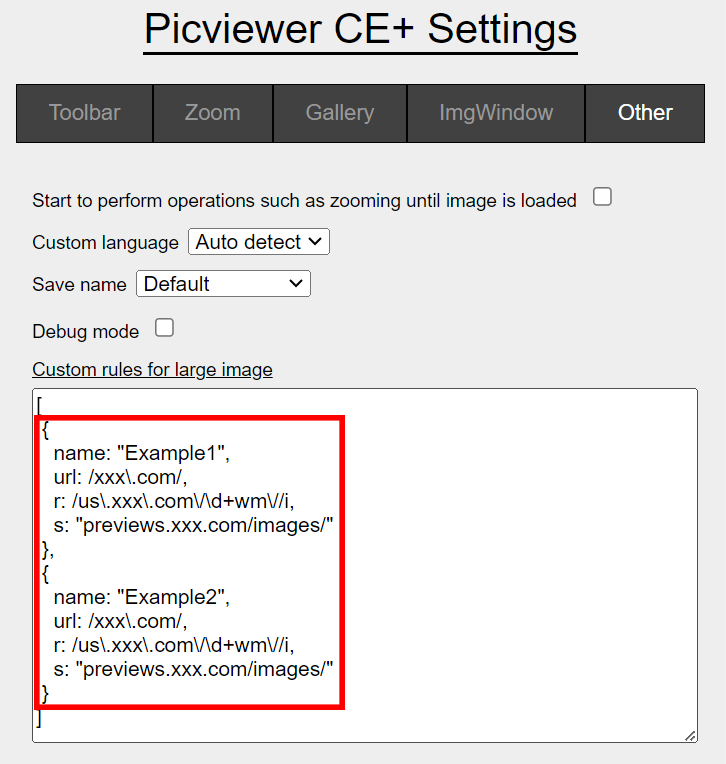 Picviewer CE+ Settings
Toolbar Zoom Gallery ImgWindow Other
Start to perform operations such as zooming until image is loaded
Custom language Auto detect
Save name Default
Debug mode
Custom rules for large image
[
{
name: "Example1",
url: /xxx\.com/,
r: /us\.xxx\.com\/\d+wm\//i,
s: "previews.xxx.com/images/"
},
{
name: "Example2",
url: /xxx\.com/,
r: /us\.xxx\.com\/\d+wm\//i,
s: "previews.xxx.com/images/"
}
]